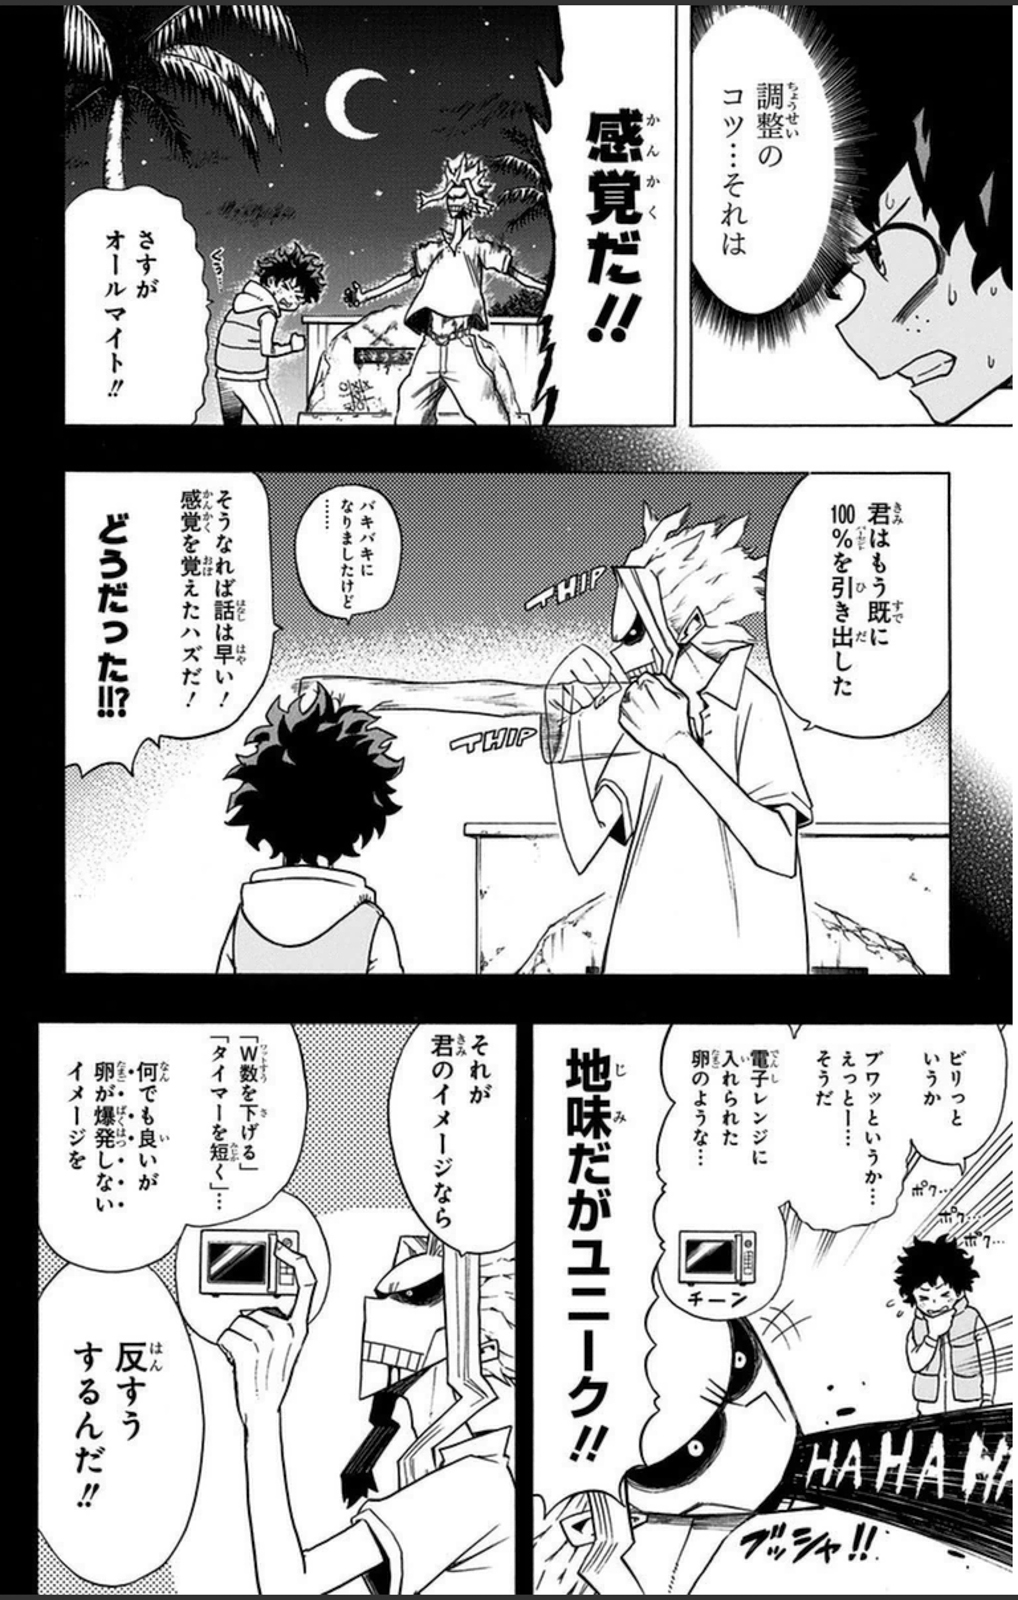 調整の
コツ…それは
感覚だ!!
くぅ…
さすが
オールマイト!!
君はもう既に
100%を引き出した
THIP
THIP
バキバキに
なりましたけど
……
そうなれば話は早い!
感覚を覚えたハズだ!
どうだった!!?
ビリっと
いうか
ブワッというか…
えっとー…
そうだ
ポク…
ポク…
ポク…
電子レンジに
入れられた
卵のような…
チーン
地味だがユニーク!!
HA HA HA
ブッシャ!!
それが
君のイメージなら
「W数を下げる」
「タイマーを短く」…
何でも良いが
卵が爆発しない
イメージを
反すう
するんだ!!